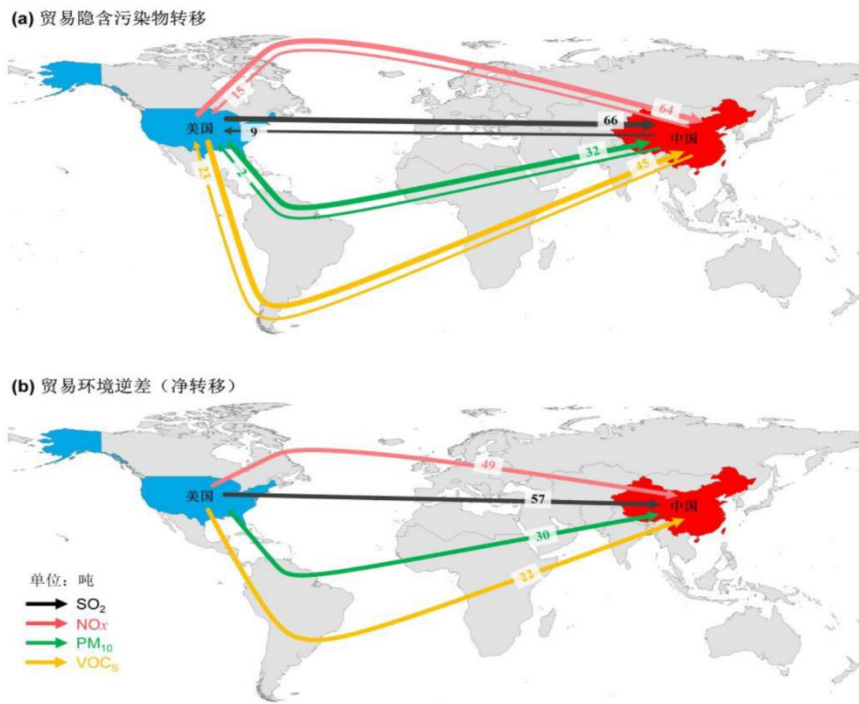 (a) 贸易隐含污染物转移
15
64
美国
9
66
中国
23
2
32
45
(b) 贸易环境逆差（净转移）
49
美国
57
中国
30
22
单位：吨
SO₂
NOx
PM₁₀
VOCₛ